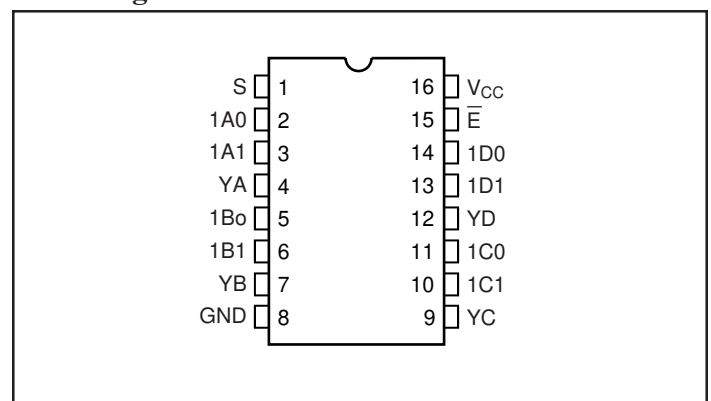 S 1 16 VCC
1A0 2 15 E̅
1A1 3 14 1D0
YA 4 13 1D1
1Bo 5 12 YD
1B1 6 11 1C0
YB 7 10 1C1
GND 8 9 YC